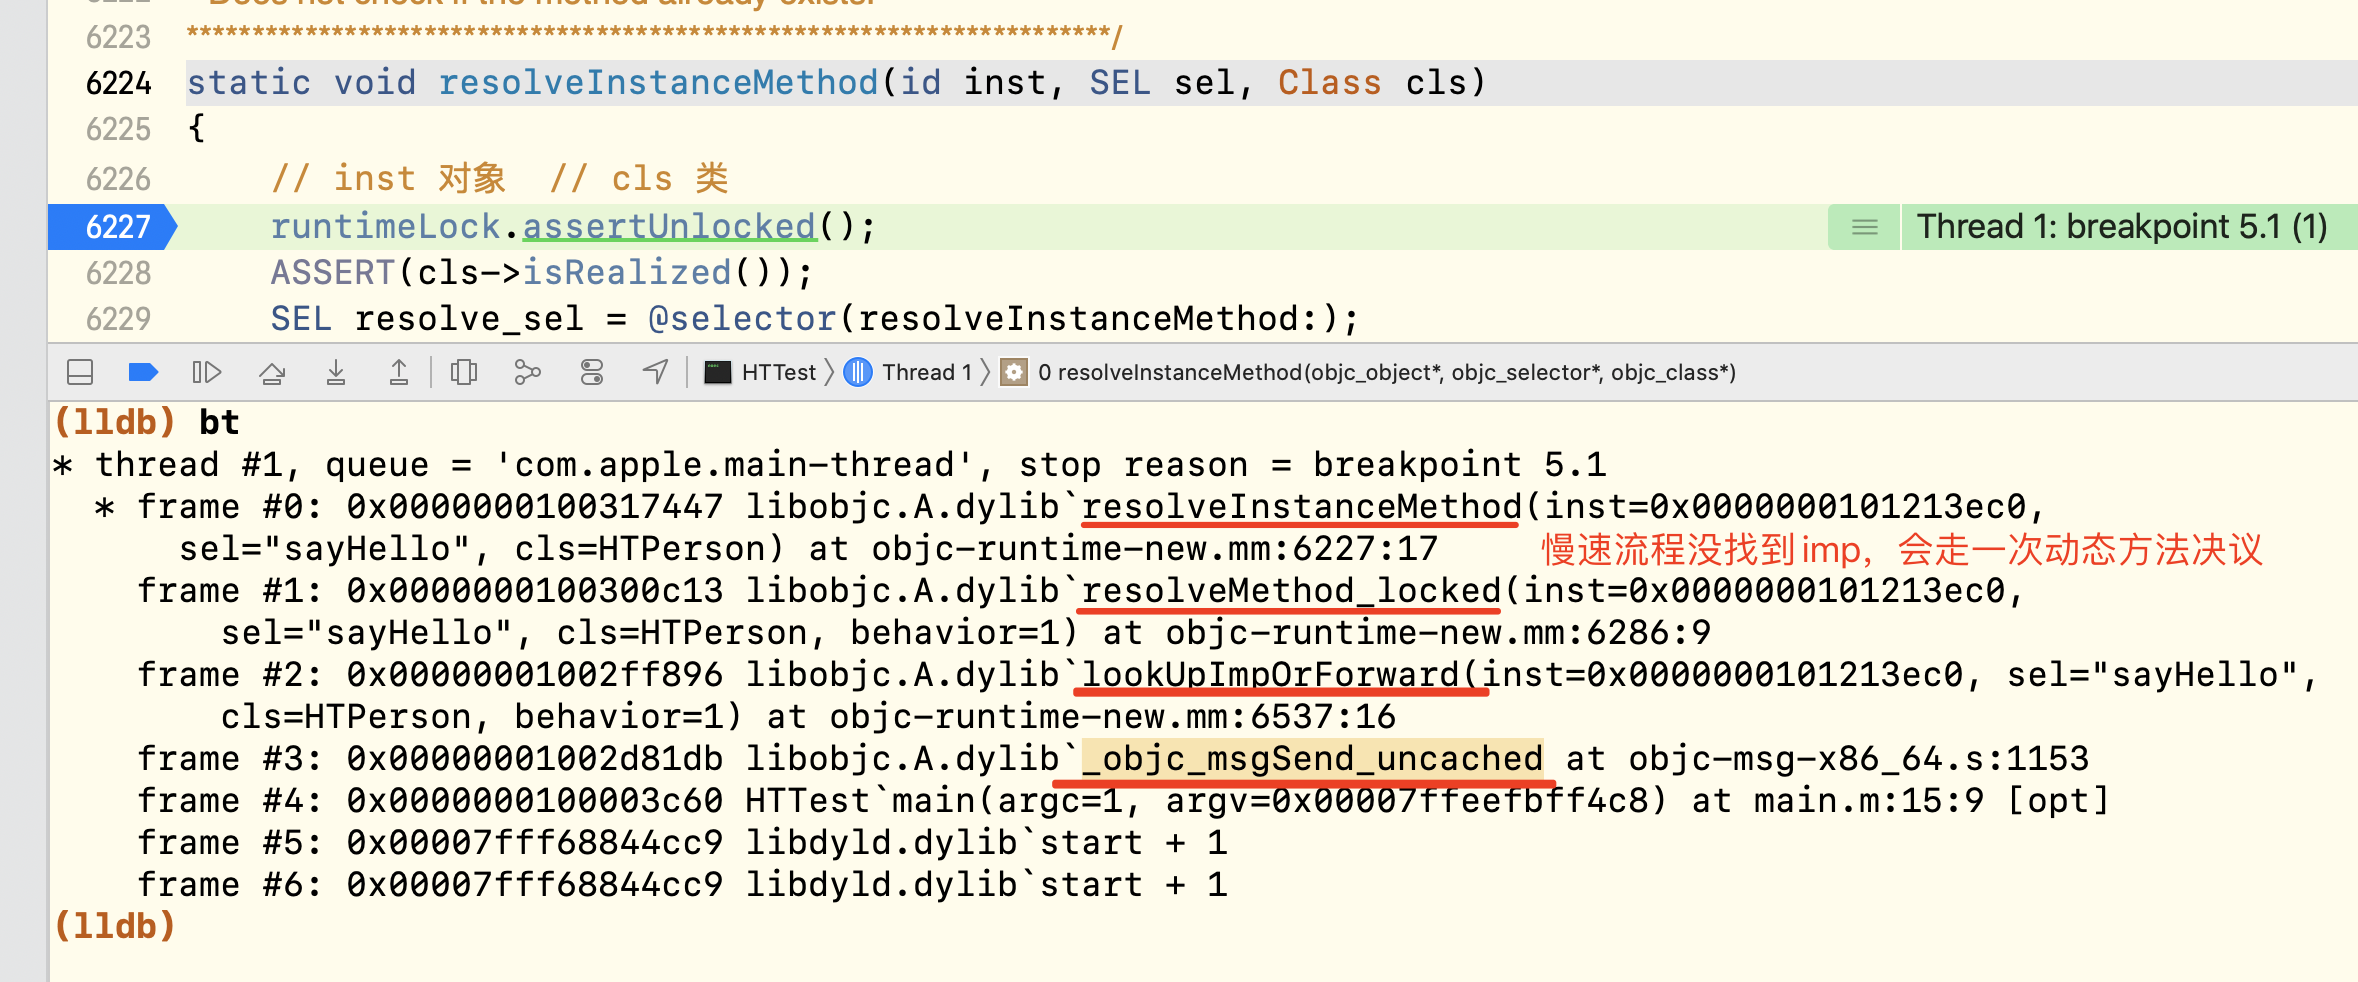 Does not check if the method already exists.
6223 **********************************************************************/
6224 static void resolveInstanceMethod(id inst, SEL sel, Class cls)
6225 {
6226 // inst 对象 // cls 类
6227 runtimeLock.assertUnlocked(); Thread 1: breakpoint 5.1 (1)
6228 ASSERT(cls->isRealized());
6229 SEL resolve_sel = @selector(resolveInstanceMethod:);
HTTest Thread 1 0 resolveInstanceMethod(objc_object*, objc_selector*, objc_class*)
(lldb) bt
* thread #1, queue = 'com.apple.main-thread', stop reason = breakpoint 5.1
* frame #0: 0x0000000100317447 libobjc.A.dylib`resolveInstanceMethod(inst=0x0000000101213ec0,
sel="sayHello", cls=HTPerson) at objc-runtime-new.mm:6227:17 慢速流程没找到imp，会走一次动态方法决议
frame #1: 0x0000000100300c13 libobjc.A.dylib`resolveMethod_locked(inst=0x0000000101213ec0,
sel="sayHello", cls=HTPerson, behavior=1) at objc-runtime-new.mm:6286:9
frame #2: 0x00000001002ff896 libobjc.A.dylib`lookUpImpOrForward(inst=0x0000000101213ec0, sel="sayHello",
cls=HTPerson, behavior=1) at objc-runtime-new.mm:6537:16
frame #3: 0x00000001002d81db libobjc.A.dylib`_objc_msgSend_uncached at objc-msg-x86_64.s:1153
frame #4: 0x0000000100003c60 HTTest`main(argc=1, argv=0x00007ffeefbff4c8) at main.m:15:9 [opt]
frame #5: 0x00007fff68844cc9 libdyld.dylib`start + 1
frame #6: 0x00007fff68844cc9 libdyld.dylib`start + 1
(lldb)